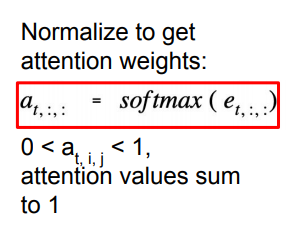 Normalize to get
attention weights:
a_{t,:,:} = softmax ( e_{t,:,:})
0 < a_{t, i, j} < 1,
attention values sum
to 1